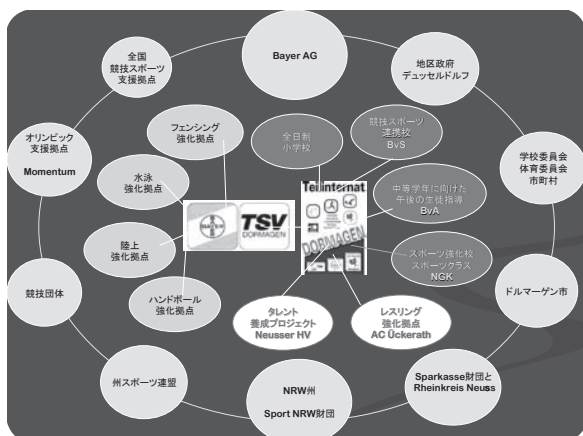 Bayer AG
全国
競技スポーツ
支援拠点
地区政府
デュッセルドルフ
フェンシング
強化拠点
全日制
小学校
競技スポーツ
連携校
BvS
オリンピック
支援拠点
Momentum
学校委員会
体育委員会
市町村
水泳
強化拠点
Teilinternat
中等学年に向けた
午後の生徒指導
BvA
BAYER
TSV
DORMAGEN
DORMAGEN
陸上
強化拠点
スポーツ強化校
スポーツクラス
NGK
競技団体
ハンドボール
強化拠点
ドルマーゲン市
タレント
養成プロジェクト
Neusser HV
レスリング
強化拠点
AC Ückerath
州スポーツ連盟
NRW州
Sport NRW財団
Sparkasse財団と
Rheinkreis Neuss